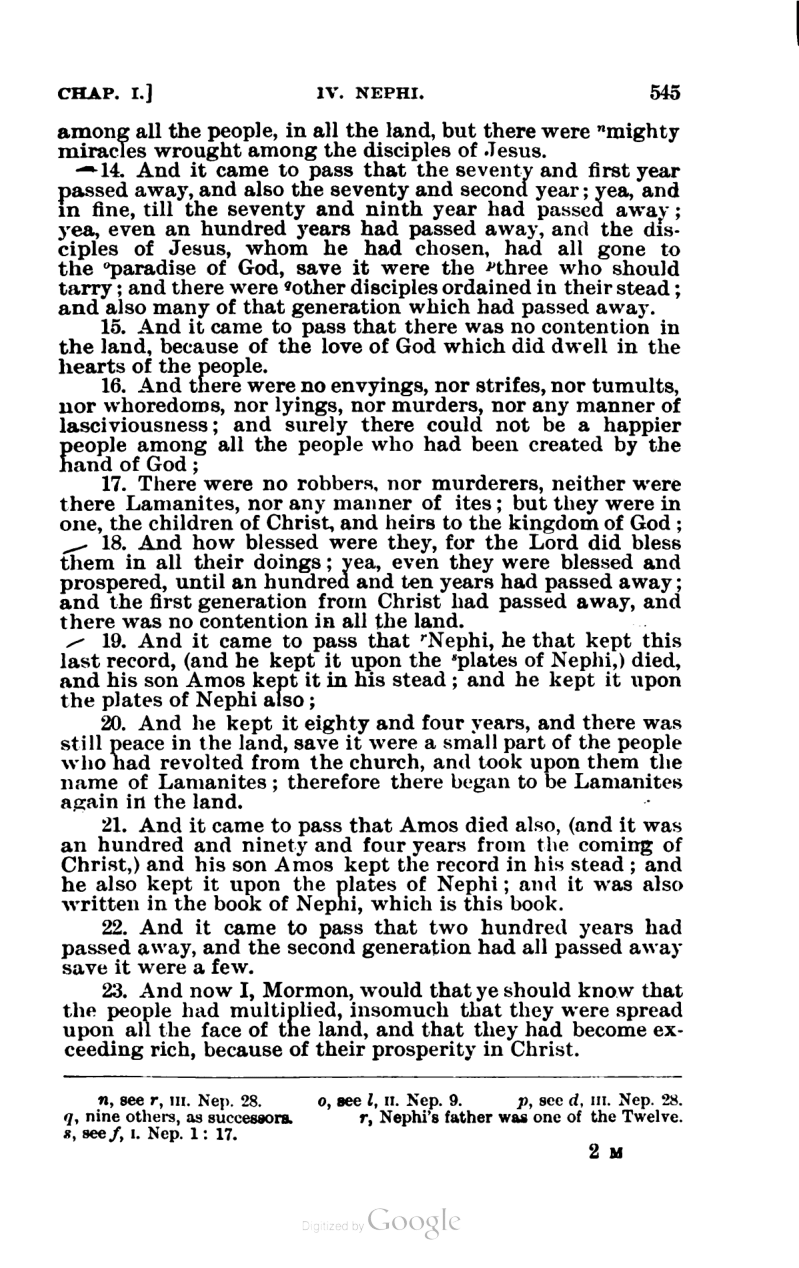 CHAP. I.] IV. NEPHI. 545
among all the people, in all the land, but there were ⁿmighty
miracles wrought among the disciples of Jesus.
14. And it came to pass that the seventy and first year
passed away, and also the seventy and second year; yea, and
in fine, till the seventy and ninth year had passed away;
yea, even an hundred years had passed away, and the dis-
ciples of Jesus, whom he had chosen, had all gone to
the ᵒparadise of God, save it were the ᵖthree who should
tarry; and there were qother disciples ordained in their stead;
and also many of that generation which had passed away.
15. And it came to pass that there was no contention in
the land, because of the love of God which did dwell in the
hearts of the people.
16. And there were no envyings, nor strifes, nor tumults,
nor whoredoms, nor lyings, nor murders, nor any manner of
lasciviousness; and surely there could not be a happier
people among all the people who had been created by the
hand of God;
17. There were no robbers, nor murderers, neither were
there Lamanites, nor any manner of ites; but they were in
one, the children of Christ, and heirs to the kingdom of God;
18. And how blessed were they, for the Lord did bless
them in all their doings; yea, even they were blessed and
prospered, until an hundred and ten years had passed away;
and the first generation from Christ had passed away, and
there was no contention in all the land.
19. And it came to pass that ʳNephi, he that kept this
last record, (and he kept it upon the ˢplates of Nephi,) died,
and his son Amos kept it in his stead; and he kept it upon
the plates of Nephi also;
20. And he kept it eighty and four years, and there was
still peace in the land, save it were a small part of the people
who had revolted from the church, and took upon them the
name of Lamanites; therefore there began to be Lamanites
again in the land.
21. And it came to pass that Amos died also, (and it was
an hundred and ninety and four years from the coming of
Christ,) and his son Amos kept the record in his stead; and
he also kept it upon the plates of Nephi; and it was also
written in the book of Nephi, which is this book.
22. And it came to pass that two hundred years had
passed away, and the second generation had all passed away
save it were a few.
23. And now I, Mormon, would that ye should know that
the people had multiplied, insomuch that they were spread
upon all the face of the land, and that they had become ex-
ceeding rich, because of their prosperity in Christ.
n, see r, III. Nep. 28. o, see l, II. Nep. 9. p, see d, III. Nep. 28.
q, nine others, as successors. r, Nephi's father was one of the Twelve.
s, see f, I. Nep. 1: 17.
2 M
Digitized by Google